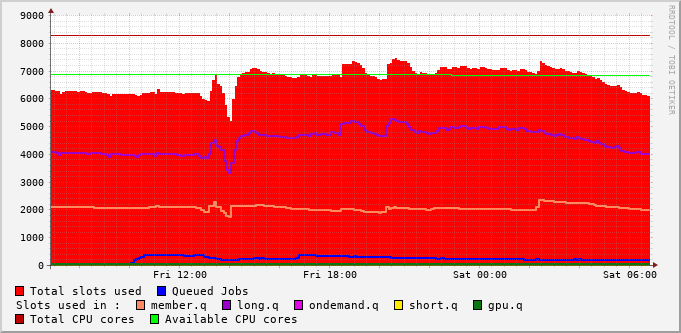 9000
8000
7000
6000
5000
4000
3000
2000
1000
0
Fri 12:00 Fri 18:00 Sat 00:00 Sat 06:00
RRDTOOL / TOBI OETIKER
Total slots used Queued Jobs
Slots used in : member.q long.q ondemand.q short.q gpu.q
Total CPU cores Available CPU cores